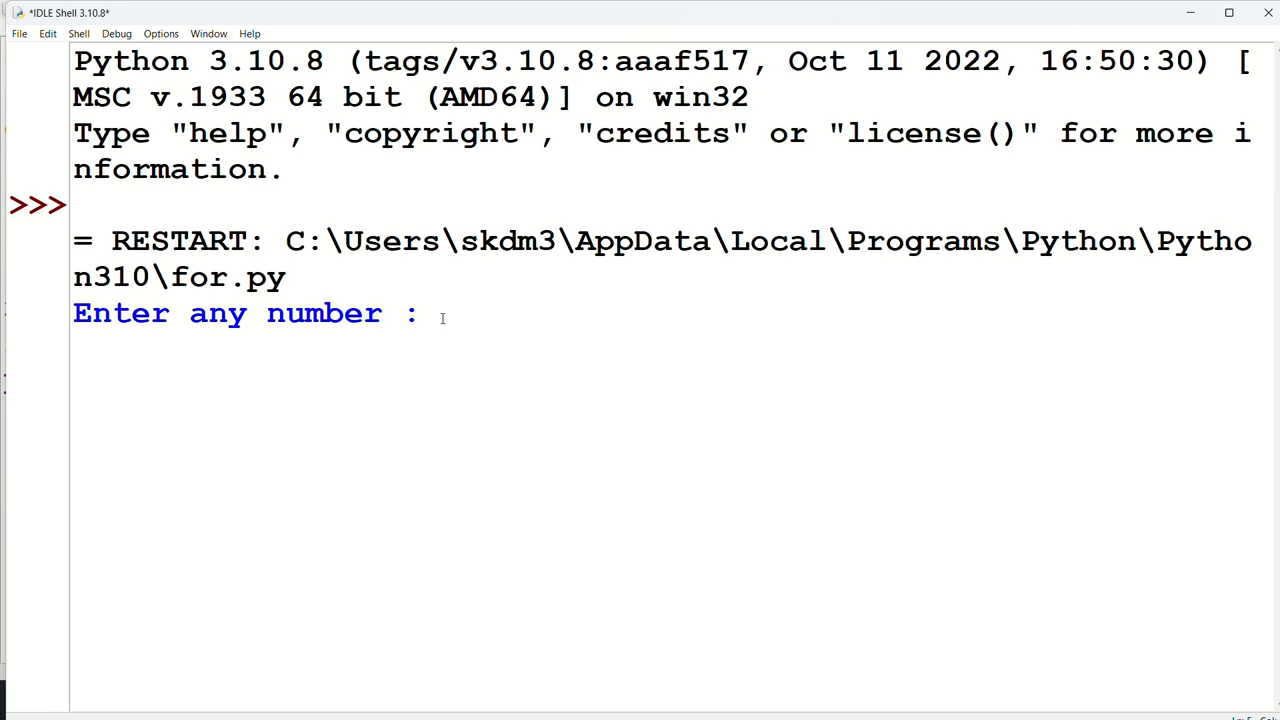 *IDLE Shell 3.10.8*
File Edit Shell Debug Options Window Help
Python 3.10.8 (tags/v3.10.8:aaaf517, Oct 11 2022, 16:50:30) [
MSC v.1933 64 bit (AMD64)] on win32
Type "help", "copyright", "credits" or "license()" for more i
nformation.
>>>
= RESTART: C:\Users\skdm3\AppData\Local\Programs\Python\Pytho
n310\for.py
Enter any number :